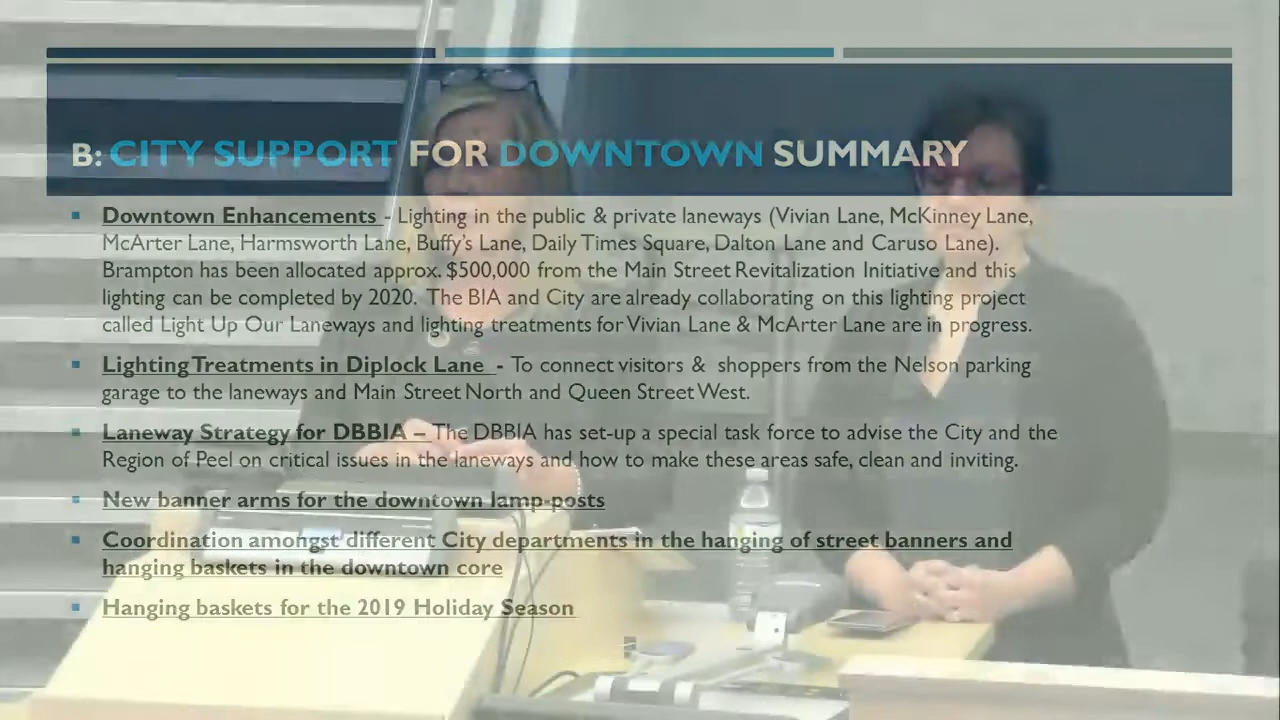 B: CITY SUPPORT FOR DOWNTOWN SUMMARY
Downtown Enhancements - Lighting in the public & private laneways (Vivian Lane, McKinney Lane,
McArter Lane, Harmsworth Lane, Buffy's Lane, Daily Times Square, Dalton Lane and Caruso Lane).
Brampton has been allocated approx. $500,000 from the Main Street Revitalization Initiative and this
lighting can be completed by 2020. The BIA and City are already collaborating on this lighting project
called Light Up Our Laneways and lighting treatments for Vivian Lane & McArter Lane are in progress.
Lighting Treatments in Diplock Lane - To connect visitors & shoppers from the Nelson parking
garage to the laneways and Main Street North and Queen Street West.
Laneway Strategy for DBBIA – The DBBIA has set-up a special task force to advise the City and the
Region of Peel on critical issues in the laneways and how to make these areas safe, clean and inviting.
New banner arms for the downtown lamp-posts
Coordination amongst different City departments in the hanging of street banners and
hanging baskets in the downtown core
Hanging baskets for the 2019 Holiday Season